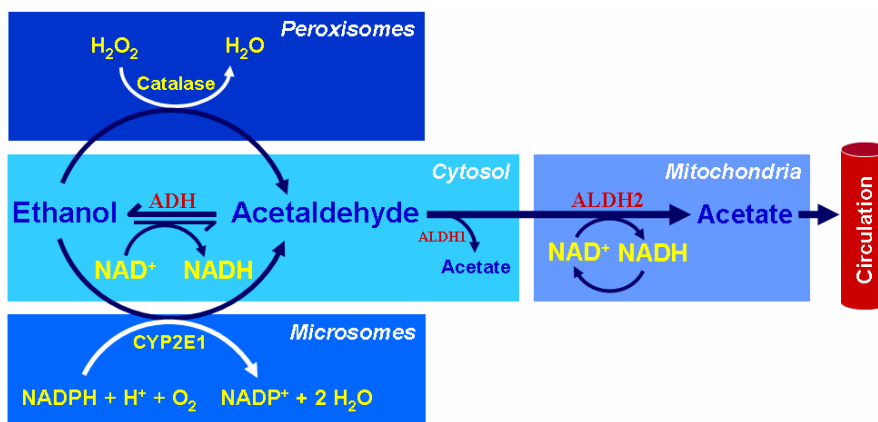 Peroxisomes
H₂O₂ H₂O
Catalase
Cytosol Mitochondria
Ethanol ADH Acetaldehyde ALDH2 Acetate
ALDH1
NAD⁺ NADH Acetate NAD⁺ NADH
Circulation
CYP2E1 Microsomes
NADPH + H⁺ + O₂ NADP⁺ + 2 H₂O